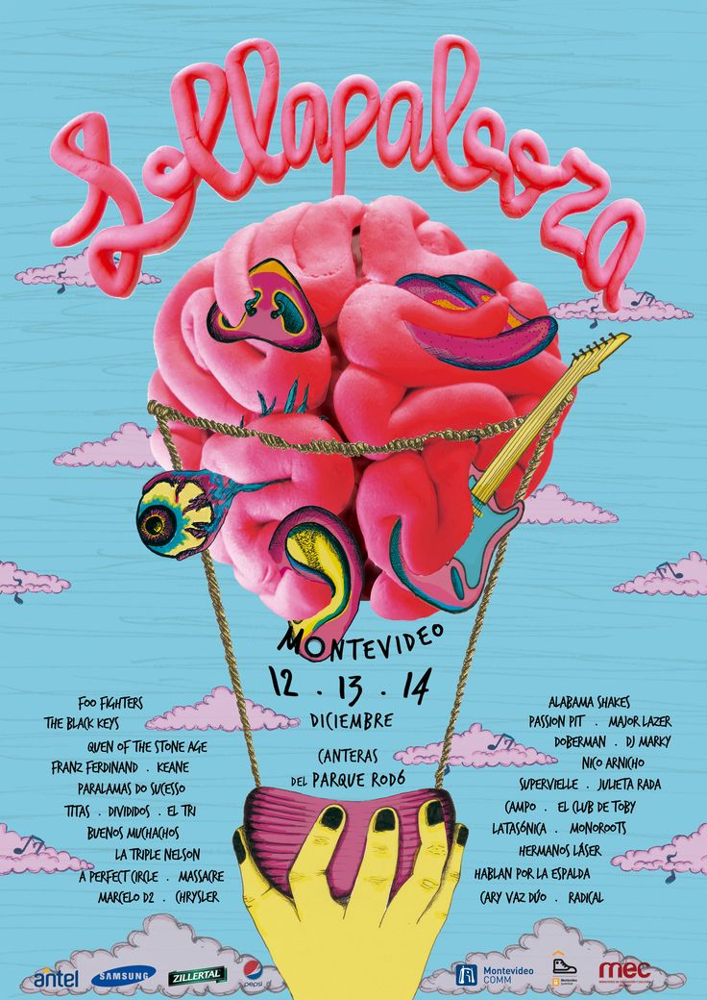 Lollapalooza
MONTEVIDEO
12 . 13 . 14
DICIEMBRE
CANTERAS
DEL PARQUE RODÓ
FOO FIGHTERS
THE BLACK KEYS
QUEN OF THE STONE AGE
FRANZ FERDINAND . KEANE
PARALAMAS DO SUCESSO
TITAS . DIVIDIDOS . EL TRI
BUENOS MUCHACHOS
LA TRIPLE NELSON
A PERFECT CIRCLE . MASSACRE
MARCELO D2 . CHRYSLER
ALABAMA SHAKES
PASSION PIT . MAJOR LAZER
DOBERMAN . DJ MARKY
NICO ARNICHO
SUPERVIELLE . JULIETA RADA
CAMPO . EL CLUB DE TOBY
LATASÓNICA . MONOROOTS
HERMANOS LÁSER
HABLAN POR LA ESPALDA
CARY VAZ DÚO . RADICAL
antel
SAMSUNG
ZILLERTAL
pepsi
Montevideo
COMM
mec